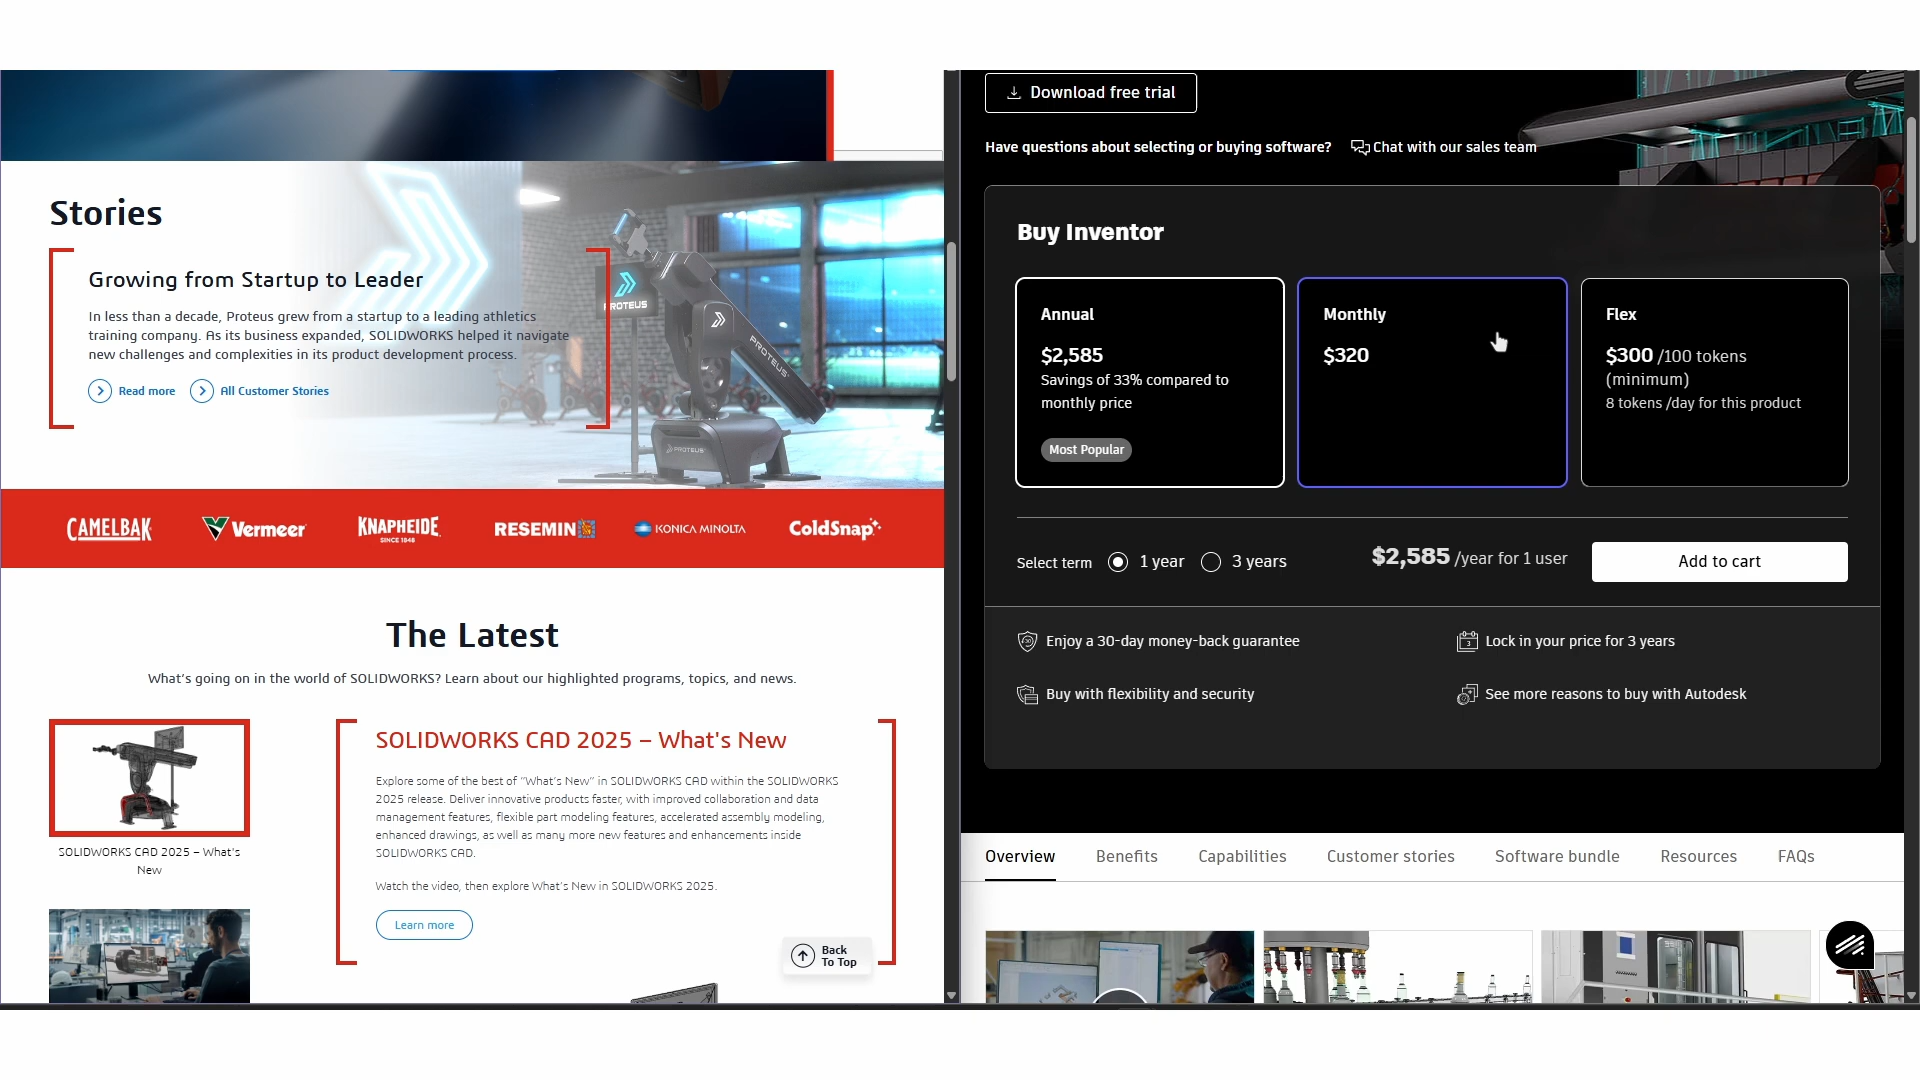 Stories
Growing from Startup to Leader
In less than a decade, Proteus grew from a startup to a leading athletics
training company. As its business expanded, SOLIDWORKS helped it navigate
new challenges and complexities in its product development process.
Read more
All Customer Stories
PROTEUS
PROTEUS
PROTEUS
CAMELBAK
Vermeer
KNAPHEIDE
SINCE 1848
RESEMIN
KONICA MINOLTA
ColdSnap
The Latest
What's going on in the world of SOLIDWORKS? Learn about our highlighted programs, topics, and news.
SOLIDWORKS CAD 2025 – What's
New
SOLIDWORKS CAD 2025 – What's New
Explore some of the best of "What's New" in SOLIDWORKS CAD within the SOLIDWORKS
2025 release. Deliver innovative products faster, with improved collaboration and data
management features, flexible part modeling features, accelerated assembly modeling,
enhanced drawings, as well as many more new features and enhancements inside
SOLIDWORKS CAD.
Watch the video, then explore What's New in SOLIDWORKS 2025.
Learn more
Back
To Top
Download free trial
Have questions about selecting or buying software?
Chat with our sales team
Buy Inventor
Annual
$2,585
Savings of 33% compared to
monthly price
Most Popular
Monthly
$320
Flex
$300 /100 tokens
(minimum)
8 tokens /day for this product
Select term
1 year
3 years
$2,585 /year for 1 user
Add to cart
Enjoy a 30-day money-back guarantee
Lock in your price for 3 years
Buy with flexibility and security
See more reasons to buy with Autodesk
Overview
Benefits
Capabilities
Customer stories
Software bundle
Resources
FAQs